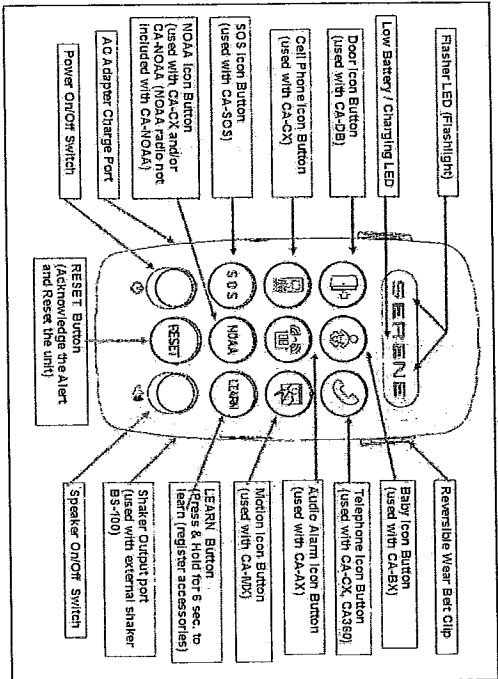 Flasher LED (Flashlight)
Low Battery / Charging LED
Door Icon Button
(used with CA-DB)
Cell Phone Icon Button
(used with CA-CX)
SOS Icon Button
(used with CA-SOS)
NOAA Icon Button
(used with CA-CX and/or
CA-NOAA (NOAA radio not
included with CA-NOAA)
AC Adapter Charge Port
Power On/Off Switch
SERENE
SOS
NOAA
LEARN
RESET
RESET Button
(Acknowledge the Alert
and Reset the unit)
Reversible Wear Belt Clip
Baby Icon Button
(used with CA-BX)
Telephone Icon Button
(used with CA-CX, CA360)
Audio Alarm Icon Button
(used with CA-AX)
Motion Icon Button
(used with CA-MX)
LEARN Button
(Press & Hold for 6 sec. to
learn (register accessories)
Shaker Output port
(used with external shaker
BS-100)
Speaker On/Off Switch